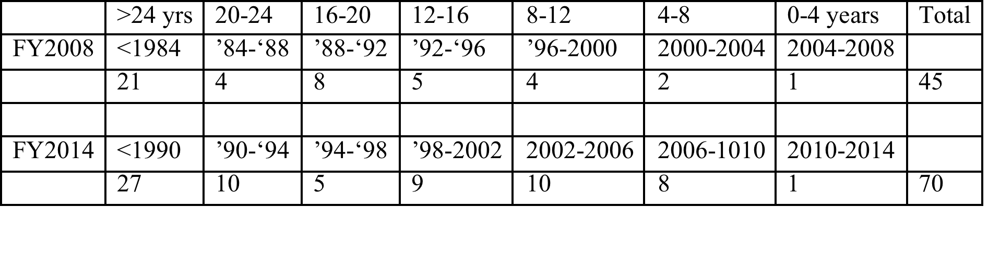 >24 yrs 20-24 16-20 12-16 8-12 4-8 0-4 years Total
FY2008 <1984 ’84-‘88 ’88-‘92 ’92-‘96 ’96-2000 2000-2004 2004-2008
21 4 8 5 4 2 1 45
FY2014 <1990 ’90-‘94 ’94-‘98 ’98-2002 2002-2006 2006-1010 2010-2014
27 10 5 9 10 8 1 70